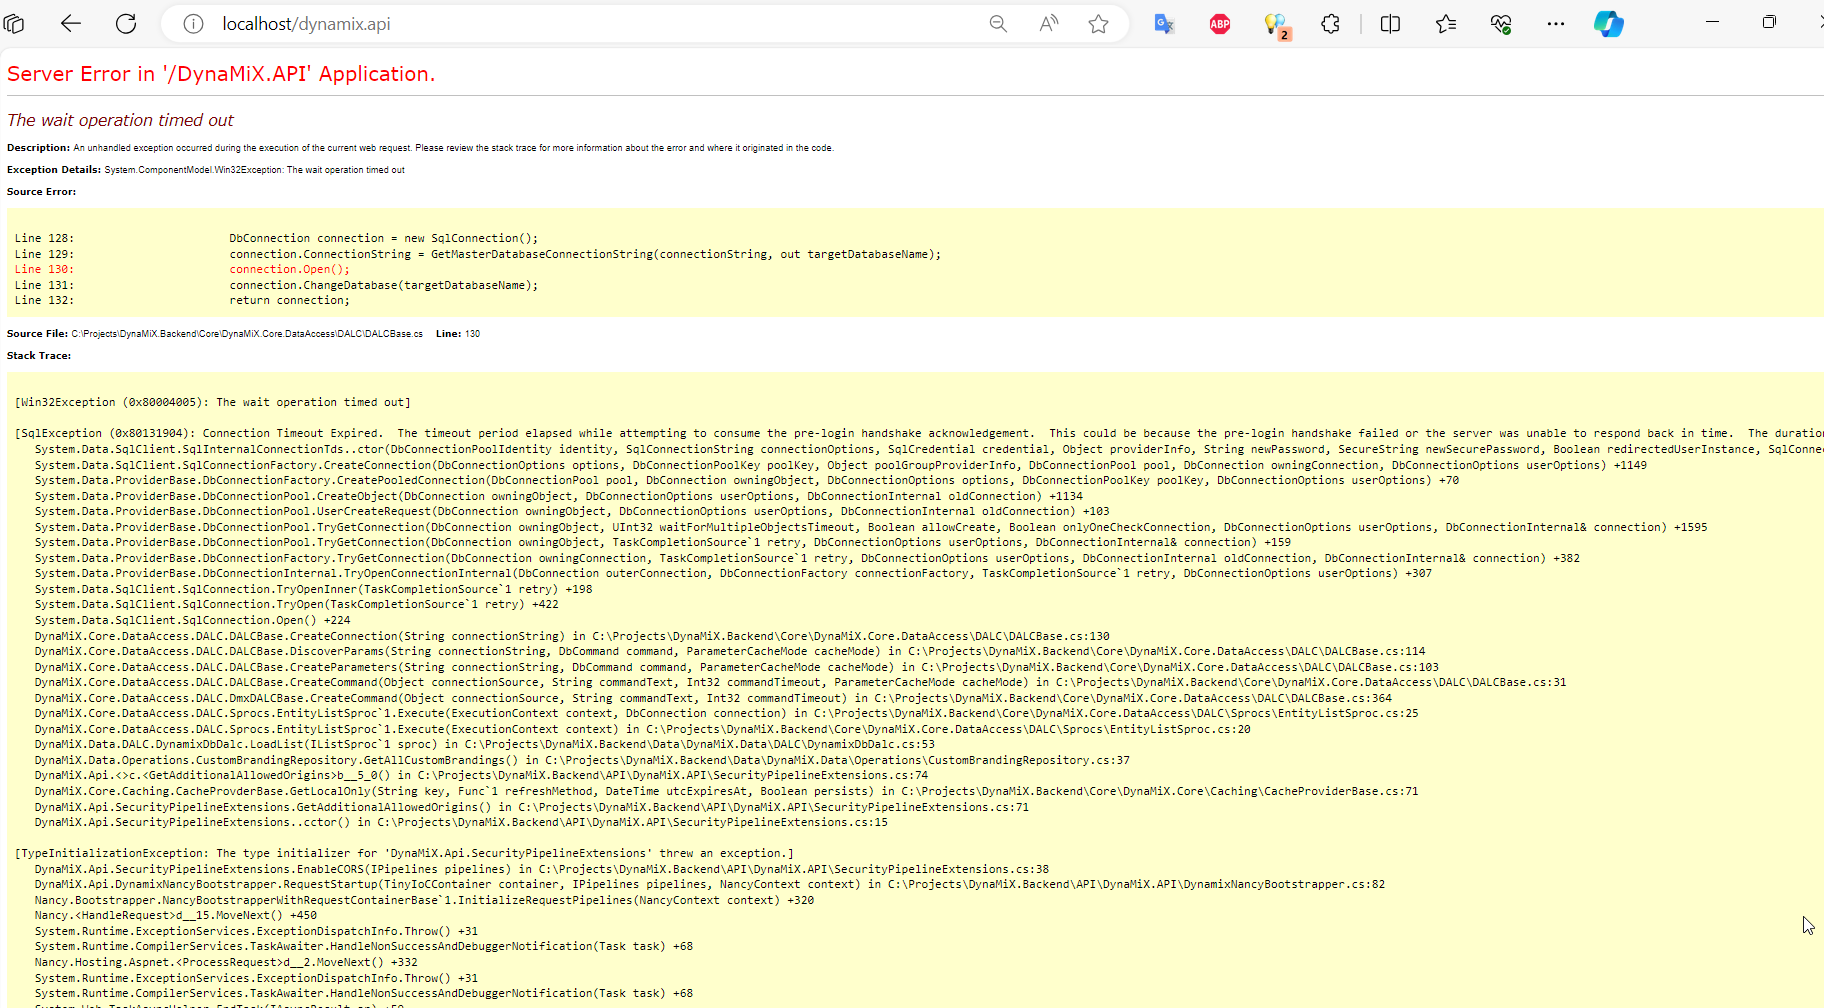 localhost/dynamix.api
ABP
2
Server Error in '/DynaMiX.API' Application.
The wait operation timed out
Description: An unhandled exception occurred during the execution of the current web request. Please review the stack trace for more information about the error and where it originated in the code.
Exception Details: System.ComponentModel.Win32Exception: The wait operation timed out
Source Error:
Line 128: DbConnection connection = new SqlConnection();
Line 129: connection.ConnectionString = GetMasterDatabaseConnectionString(connectionString, out targetDatabaseName);
Line 130: connection.Open();
Line 131: connection.ChangeDatabase(targetDatabaseName);
Line 132: return connection;
Source File: C:\Projects\DynaMiX.Backend\Core\DynaMiX.Core.DataAccess\DALC\DALCBase.cs Line: 130
Stack Trace:
[Win32Exception (0x80004005): The wait operation timed out]
[SqlException (0x80131904): Connection Timeout Expired. The timeout period elapsed while attempting to consume the pre-login handshake acknowledgement. This could be because the pre-login handshake failed or the server was unable to respond back in time. The duratio
System.Data.SqlClient.SqlInternalConnectionTds..ctor(DbConnectionPoolIdentity identity, SqlConnectionString connectionOptions, SqlCredential credential, Object providerInfo, String newPassword, SecureString newSecurePassword, Boolean redirectedUserInstance, SqlConne
System.Data.SqlClient.SqlConnectionFactory.CreateConnection(DbConnectionOptions options, DbConnectionPoolKey poolKey, Object poolGroupProviderInfo, DbConnectionPool pool, DbConnection owningConnection, DbConnectionOptions userOptions) +1149
System.Data.ProviderBase.DbConnectionFactory.CreatePooledConnection(DbConnectionPool pool, DbConnection owningObject, DbConnectionOptions options, DbConnectionPoolKey poolKey, DbConnectionOptions userOptions) +70
System.Data.ProviderBase.DbConnectionPool.CreateObject(DbConnection owningObject, DbConnectionOptions userOptions, DbConnectionInternal oldConnection) +1134
System.Data.ProviderBase.DbConnectionPool.UserCreateRequest(DbConnection owningObject, DbConnectionOptions userOptions, DbConnectionInternal oldConnection) +103
System.Data.ProviderBase.DbConnectionPool.TryGetConnection(DbConnection owningObject, UInt32 waitForMultipleObjectsTimeout, Boolean allowCreate, Boolean onlyOneCheckConnection, DbConnectionOptions userOptions, DbConnectionInternal& connection) +1595
System.Data.ProviderBase.DbConnectionPool.TryGetConnection(DbConnection owningObject, TaskCompletionSource`1 retry, DbConnectionOptions userOptions, DbConnectionInternal& connection) +159
System.Data.ProviderBase.DbConnectionFactory.TryGetConnection(DbConnection owningConnection, TaskCompletionSource`1 retry, DbConnectionOptions userOptions, DbConnectionInternal oldConnection, DbConnectionInternal& connection) +382
System.Data.ProviderBase.DbConnectionInternal.TryOpenConnectionInternal(DbConnection outerConnection, DbConnectionFactory connectionFactory, TaskCompletionSource`1 retry, DbConnectionOptions userOptions) +307
System.Data.SqlClient.SqlConnection.TryOpenInner(TaskCompletionSource`1 retry) +198
System.Data.SqlClient.SqlConnection.TryOpen(TaskCompletionSource`1 retry) +422
System.Data.SqlClient.SqlConnection.Open() +224
DynaMiX.Core.DataAccess.DALC.DALCBase.CreateConnection(String connectionString) in C:\Projects\DynaMiX.Backend\Core\DynaMiX.Core.DataAccess\DALC\DALCBase.cs:130
DynaMiX.Core.DataAccess.DALC.DALCBase.DiscoverParams(String connectionString, DbCommand command, ParameterCacheMode cacheMode) in C:\Projects\DynaMiX.Backend\Core\DynaMiX.Core.DataAccess\DALC\DALCBase.cs:114
DynaMiX.Core.DataAccess.DALC.DALCBase.CreateParameters(String connectionString, DbCommand command, ParameterCacheMode cacheMode) in C:\Projects\DynaMiX.Backend\Core\DynaMiX.Core.DataAccess\DALC\DALCBase.cs:103
DynaMiX.Core.DataAccess.DALC.DALCBase.CreateCommand(Object connectionSource, String commandText, Int32 commandTimeout, ParameterCacheMode cacheMode) in C:\Projects\DynaMiX.Backend\Core\DynaMiX.Core.DataAccess\DALC\DALCBase.cs:31
DynaMiX.Core.DataAccess.DALC.DmxDALCBase.CreateCommand(Object connectionSource, String commandText, Int32 commandTimeout) in C:\Projects\DynaMiX.Backend\Core\DynaMiX.Core.DataAccess\DALC\DALCBase.cs:364
DynaMiX.Core.DataAccess.DALC.Sprocs.EntityListSproc`1.Execute(ExecutionContext context, DbConnection connection) in C:\Projects\DynaMiX.Backend\Core\DynaMiX.Core.DataAccess\DALC\Sprocs\EntityListSproc.cs:25
DynaMiX.Core.DataAccess.DALC.Sprocs.EntityListSproc`1.Execute(ExecutionContext context) in C:\Projects\DynaMiX.Backend\Core\DynaMiX.Core.DataAccess\DALC\Sprocs\EntityListSproc.cs:20
DynaMiX.Data.DALC.DynamixDbDalc.LoadList(IListSproc`1 sproc) in C:\Projects\DynaMiX.Backend\Data\DynaMiX.Data\DALC\DynamixDbDalc.cs:53
DynaMiX.Data.Operations.CustomBrandingRepository.GetAllCustomBrandings() in C:\Projects\DynaMiX.Backend\Data\DynaMiX.Data\Operations\CustomBrandingRepository.cs:37
DynaMiX.Api.<>c.<GetAdditionalAllowedOrigins>b__5_0() in C:\Projects\DynaMiX.Backend\API\DynaMiX.API\SecurityPipelineExtensions.cs:74
DynaMiX.Core.Caching.CacheProvderBase.GetLocalOnly(String key, Func`1 refreshMethod, DateTime utcExpiresAt, Boolean persists) in C:\Projects\DynaMiX.Backend\Core\DynaMiX.Core\Caching\CacheProviderBase.cs:71
DynaMiX.Api.SecurityPipelineExtensions.GetAdditionalAllowedOrigins() in C:\Projects\DynaMiX.Backend\API\DynaMiX.API\SecurityPipelineExtensions.cs:71
DynaMiX.Api.SecurityPipelineExtensions..cctor() in C:\Projects\DynaMiX.Backend\API\DynaMiX.API\SecurityPipelineExtensions.cs:15
[TypeInitializationException: The type initializer for 'DynaMiX.Api.SecurityPipelineExtensions' threw an exception.]
DynaMiX.Api.SecurityPipelineExtensions.EnableCORS(IPipelines pipelines) in C:\Projects\DynaMiX.Backend\API\DynaMiX.API\SecurityPipelineExtensions.cs:38
DynaMiX.Api.DynamixNancyBootstrapper.RequestStartup(TinyIoCContainer container, IPipelines pipelines, NancyContext context) in C:\Projects\DynaMiX.Backend\API\DynaMiX.API\DynamixNancyBootstrapper.cs:82
Nancy.Bootstrapper.NancyBootstrapperWithRequestContainerBase`1.InitializeRequestPipelines(NancyContext context) +320
Nancy.<HandleRequest>d__15.MoveNext() +450
System.Runtime.ExceptionServices.ExceptionDispatchInfo.Throw() +31
System.Runtime.CompilerServices.TaskAwaiter.HandleNonSuccessAndDebuggerNotification(Task task) +68
Nancy.Hosting.Aspnet.<ProcessRequest>d__2.MoveNext() +332
System.Runtime.ExceptionServices.ExceptionDispatchInfo.Throw() +31
System.Runtime.CompilerServices.TaskAwaiter.HandleNonSuccessAndDebuggerNotification(Task task) +68